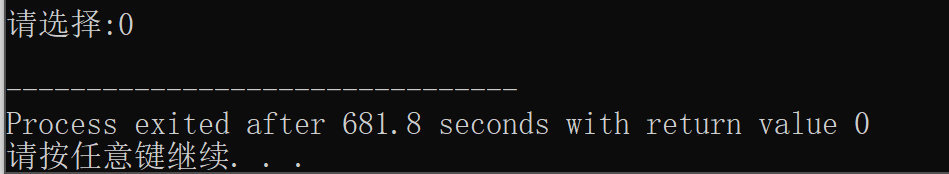 请选择:0
--------------------------------
Process exited after 681.8 seconds with return value 0
请按任意键继续. . .